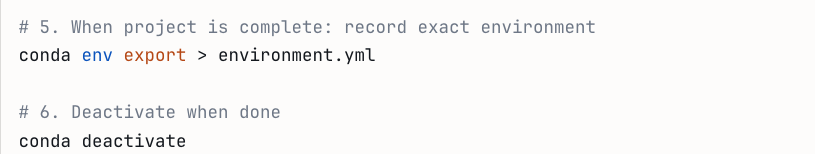 # 5. When project is complete: record exact environment
conda env export > environment.yml
# 6. Deactivate when done
conda deactivate